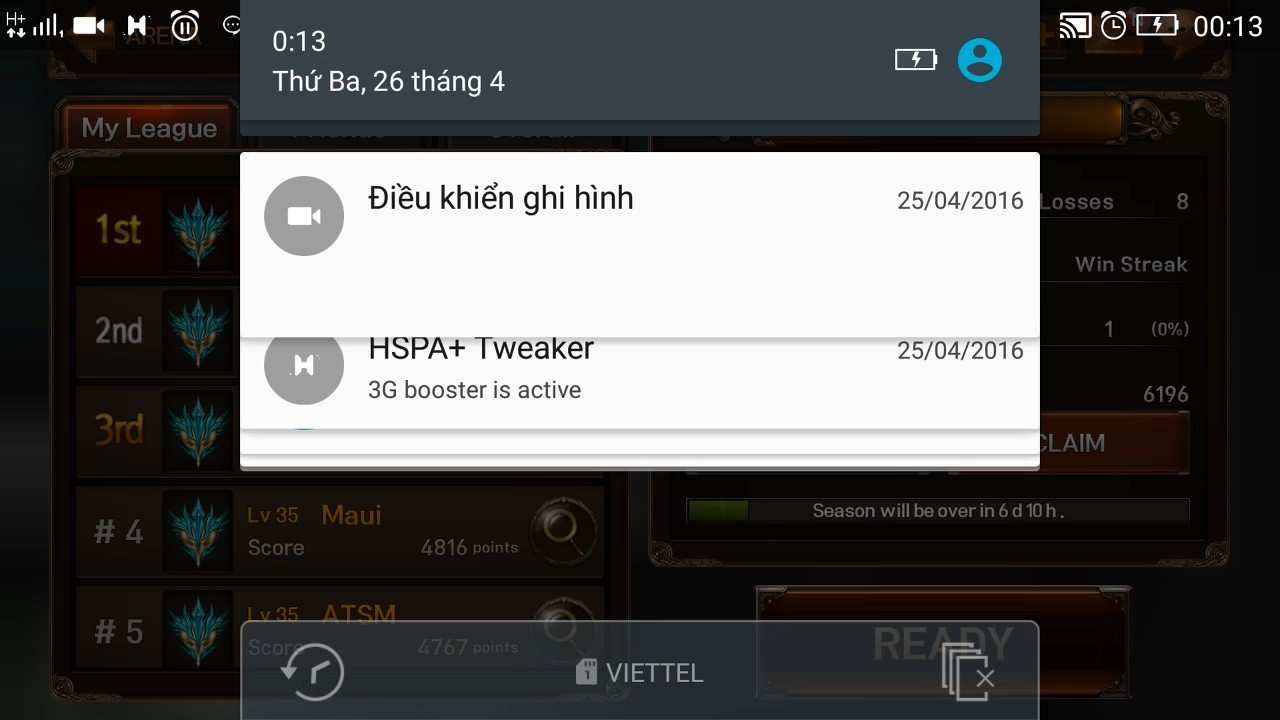 H+
ARENA
00:13
0:13
Thứ Ba, 26 tháng 4
My League
Điều khiển ghi hình
25/04/2016
HSPA+ Tweaker
25/04/2016
3G booster is active
1st
2nd
3rd
# 4
Lv 35 Maui
Score 4816 points
# 5
Lv 35 ATSM
Score 4767 points
Losses 8
Win Streak
1 (0%)
6196
CLAIM
Season will be over in 6 d 10 h .
READY
1 VIETTEL